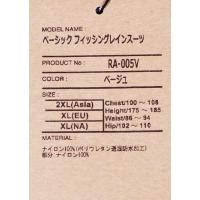 MODEL NAME :
ベーシック フィッシングレインスーツ
PRODUCT No : RA-005V
COLOR : ベージュ
SIZE :
2XL(Asia) Chest/100 ~ 108
XL(EU) Height/175 ~ 185
XL(NA) Waist/86 ~ 94
Hip/102 ~ 110
MATERIAL :
ナイロン100%(ポリウレタン透湿防水加工)
部分:ナイロン100%